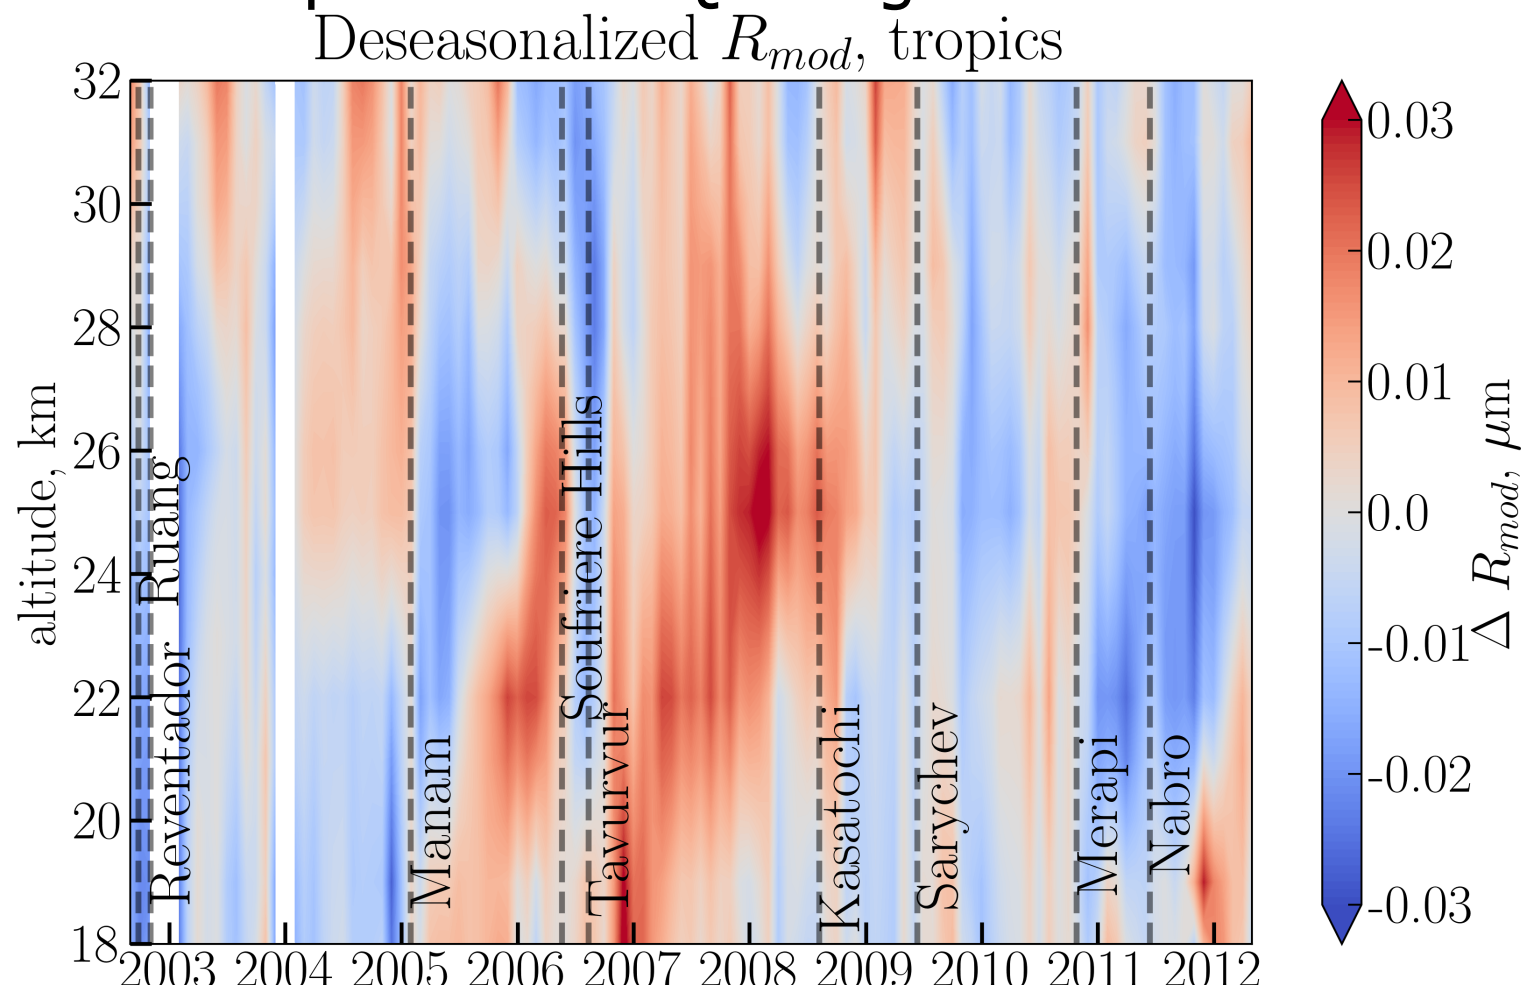 Deseasonalized R_mod, tropics
32
30
28
26
24
22
20
18
altitude, km
Ruang
Reventador
Manam
Soufriere Hills
Tavurvur
Kasatochi
Sarychev
Merapi
Nabro
2003 2004 2005 2006 2007 2008 2009 2010 2011 2012
0.03
0.02
0.01
0.0
-0.01
-0.02
-0.03
Δ R_mod, μm